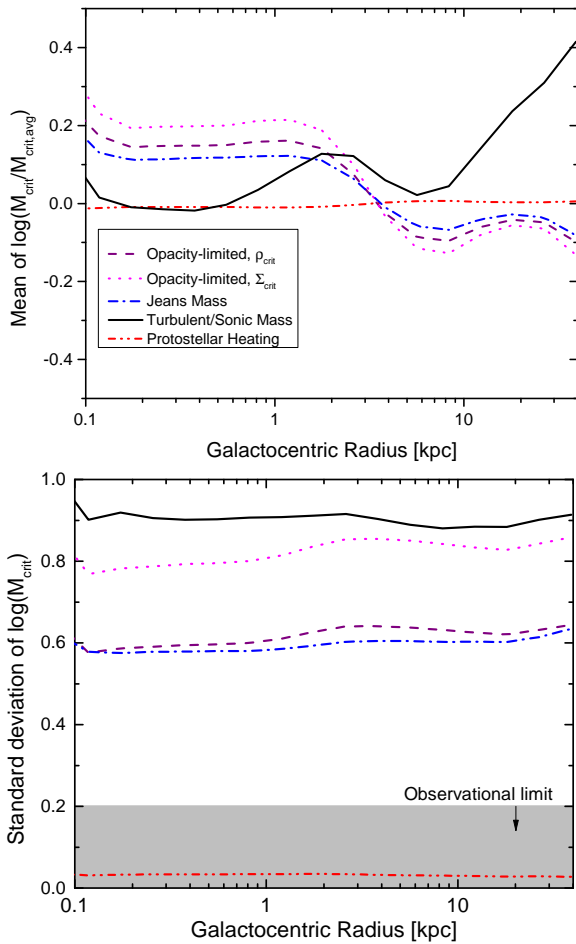 0.4
0.2
0.0
-0.2
-0.4
Mean of log(M_crit/M_crit,avg)
Opacity-limited, ρ_crit
Opacity-limited, Σ_crit
Jeans Mass
Turbulent/Sonic Mass
Protostellar Heating
0.1 1 10
Galactocentric Radius [kpc]
1.0
0.8
0.6
0.4
0.2
0.0
Standard deviation of log(M_crit)
Observational limit
0.1 1 10
Galactocentric Radius [kpc]